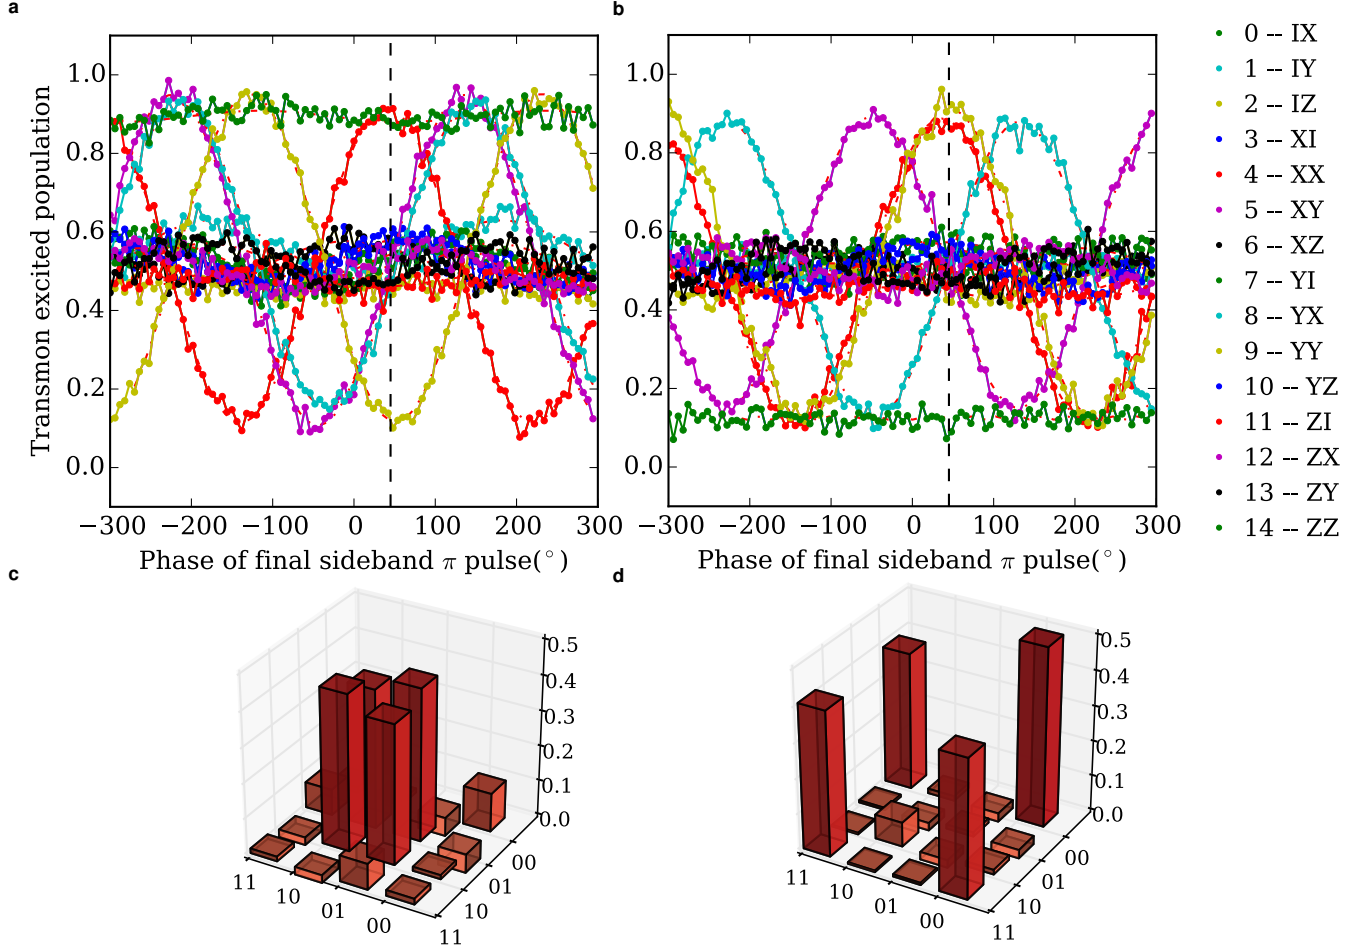 a
b
1.0
0.8
0.6
0.4
0.2
0.0
Transmon excited population
−300
−200
−100
0
100
200
300
Phase of final sideband π pulse(°)
1.0
0.8
0.6
0.4
0.2
0.0
−300
−200
−100
0
100
200
300
Phase of final sideband π pulse(°)
0 -- IX
1 -- IY
2 -- IZ
3 -- XI
4 -- XX
5 -- XY
6 -- XZ
7 -- YI
8 -- YX
9 -- YY
10 -- YZ
11 -- ZI
12 -- ZX
13 -- ZY
14 -- ZZ
c
0.5
0.4
0.3
0.2
0.1
0.0
11
10
01
00
00
01
10
11
d
0.5
0.4
0.3
0.2
0.1
0.0
11
10
01
00
00
01
10
11